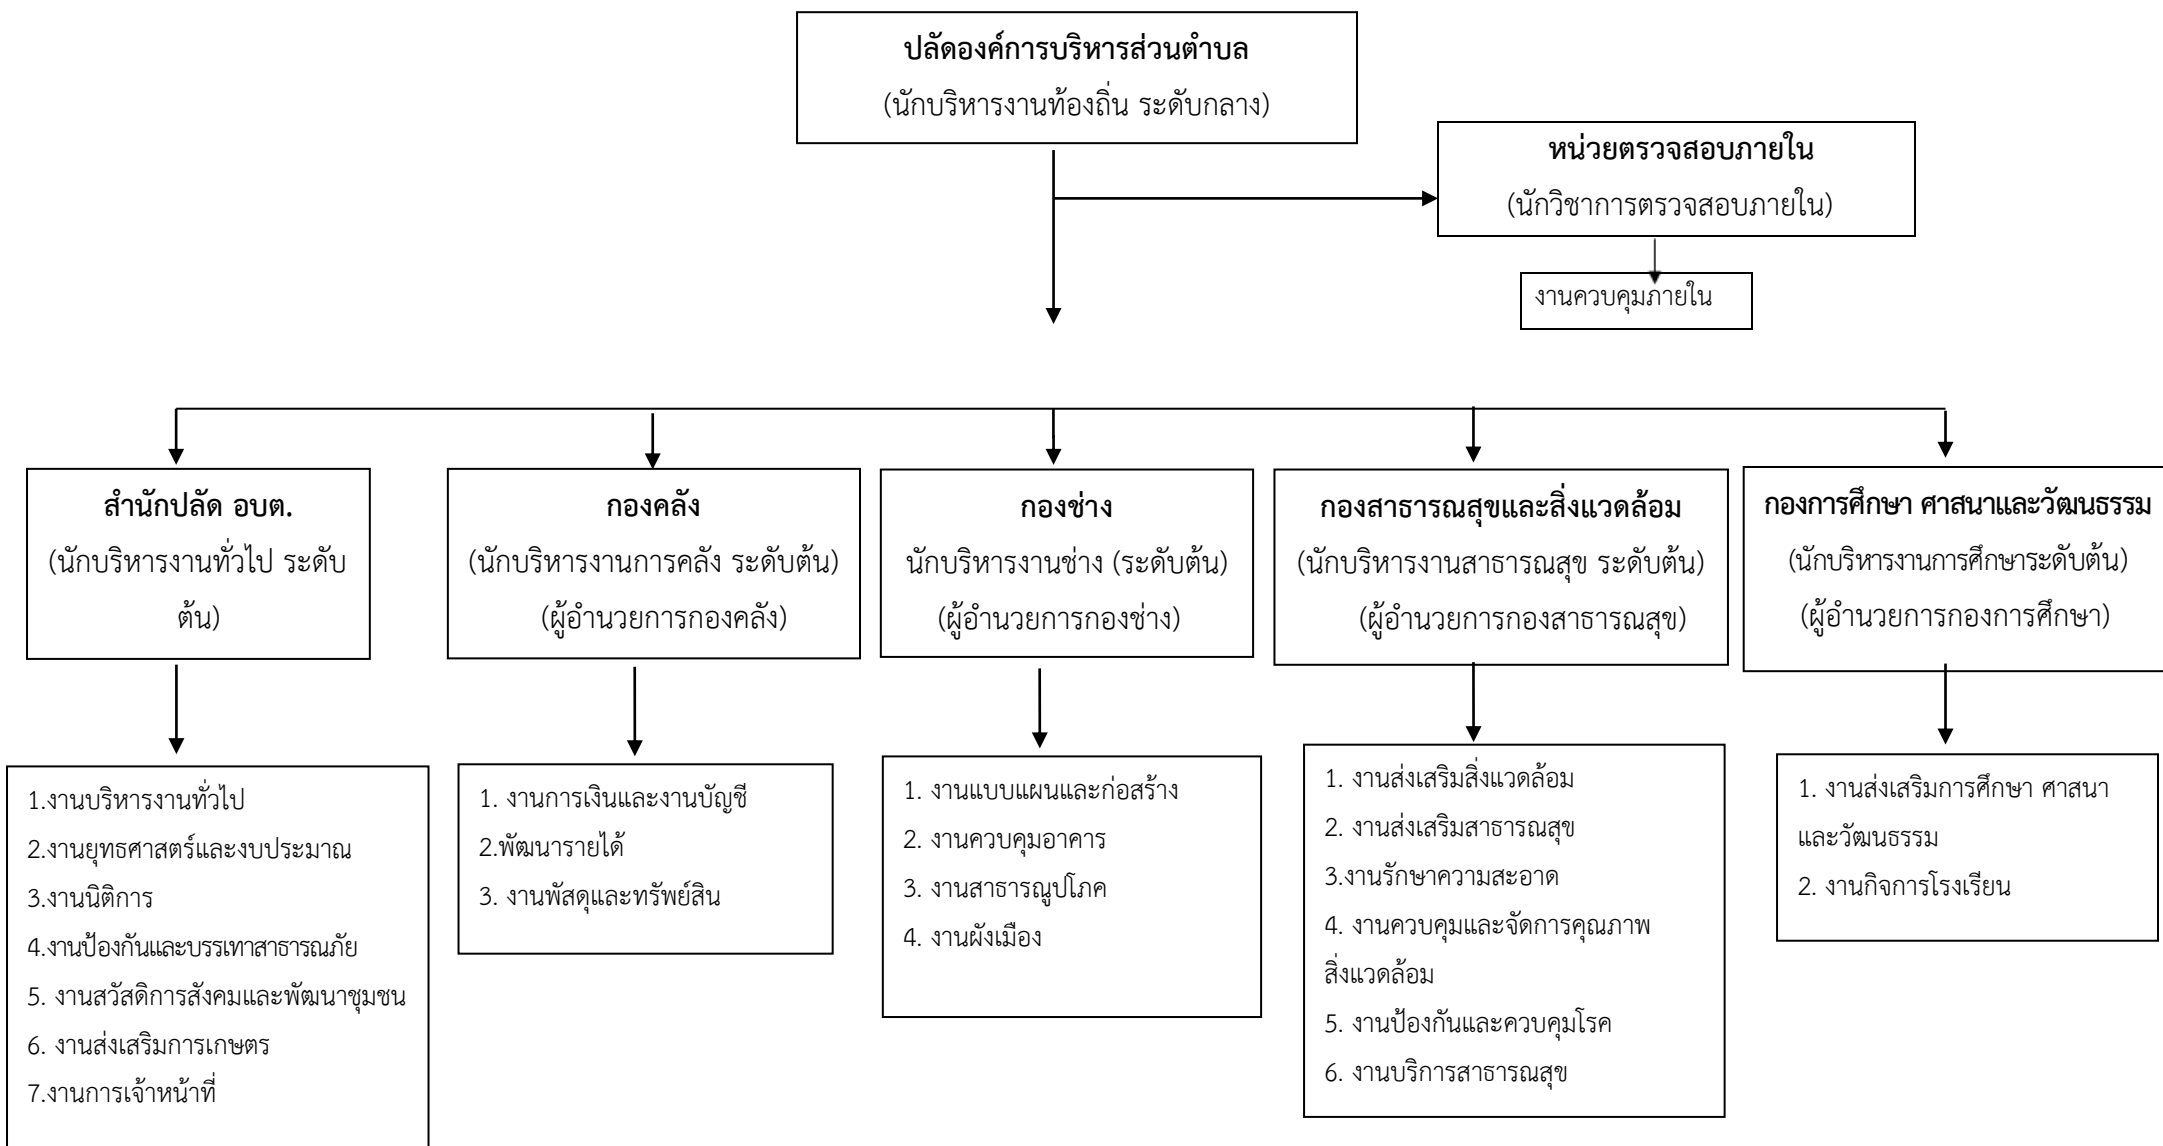 ปลัดองค์การบริหารส่วนตำบล
(นักบริหารงานท้องถิ่น ระดับกลาง)
หน่วยตรวจสอบภายใน
(นักวิชาการตรวจสอบภายใน)
งานควบคุมภายใน
สำนักปลัด อบต.
(นักบริหารงานทั่วไป ระดับ
ต้น)
กองคลัง
(นักบริหารงานการคลัง ระดับต้น)
(ผู้อำนวยการกองคลัง)
กองช่าง
นักบริหารงานช่าง (ระดับต้น)
(ผู้อำนวยการกองช่าง)
กองสาธารณสุขและสิ่งแวดล้อม
(นักบริหารงานสาธารณสุข ระดับต้น)
(ผู้อำนวยการกองสาธารณสุข)
กองการศึกษา ศาสนาและวัฒนธรรม
(นักบริหารงานการศึกษาระดับต้น)
(ผู้อำนวยการกองการศึกษา)
1.งานบริหารงานทั่วไป
2.งานยุทธศาสตร์และงบประมาณ
3.งานนิติการ
4.งานป้องกันและบรรเทาสาธารณภัย
5. งานสวัสดิการสังคมและพัฒนาชุมชน
6. งานส่งเสริมการเกษตร
7.งานการเจ้าหน้าที่
1. งานการเงินและงานบัญชี
2.พัฒนารายได้
3. งานพัสดุและทรัพย์สิน
1. งานแบบแผนและก่อสร้าง
2. งานควบคุมอาคาร
3. งานสาธารณูปโภค
4. งานผังเมือง
1. งานส่งเสริมสิ่งแวดล้อม
2. งานส่งเสริมสาธารณสุข
3.งานรักษาความสะอาด
4. งานควบคุมและจัดการคุณภาพ
สิ่งแวดล้อม
5. งานป้องกันและควบคุมโรค
6. งานบริการสาธารณสุข
1. งานส่งเสริมการศึกษา ศาสนา
และวัฒนธรรม
2. งานกิจการโรงเรียน